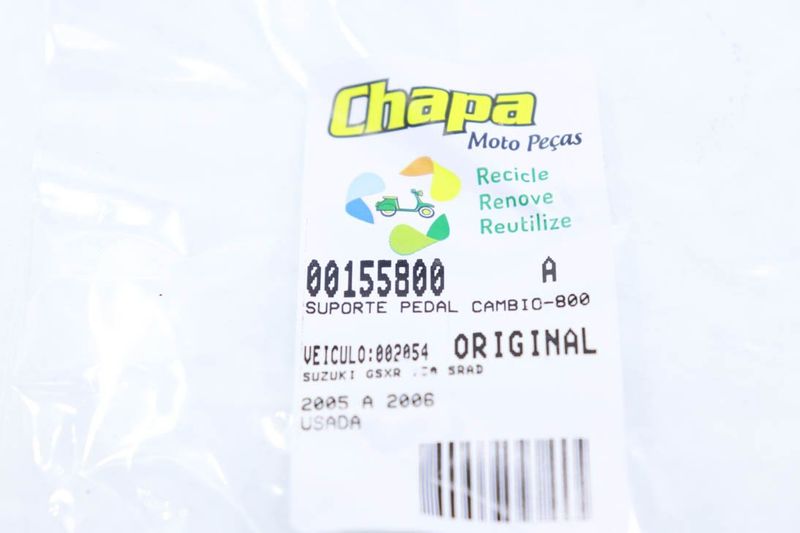 Chapa
Moto Peças
Recicle
Renove
Reutilize
00155800 A
SUPORTE PEDAL CAMBIO-800
VEICULO:002054 ORIGINAL
SUZUKI GSXR SRAD
2005 A 2006
USADA